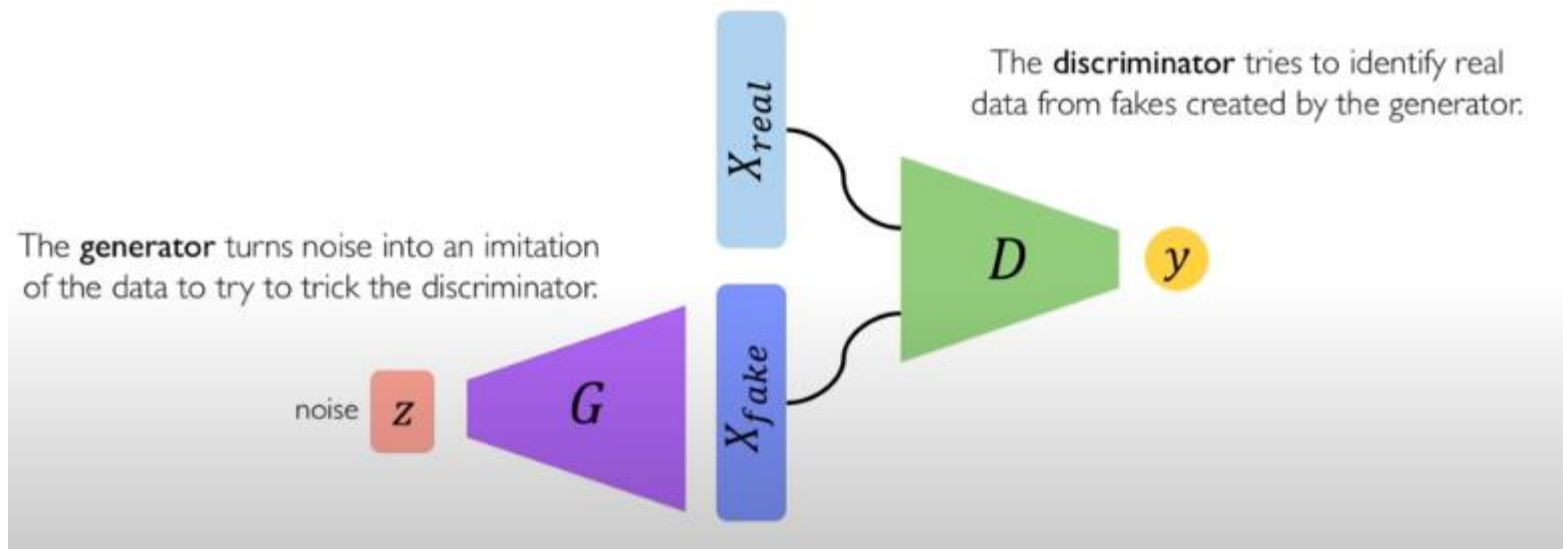 The discriminator tries to identify real
data from fakes created by the generator.
X_real
D
y
The generator turns noise into an imitation
of the data to try to trick the discriminator.
noise z
G
X_fake